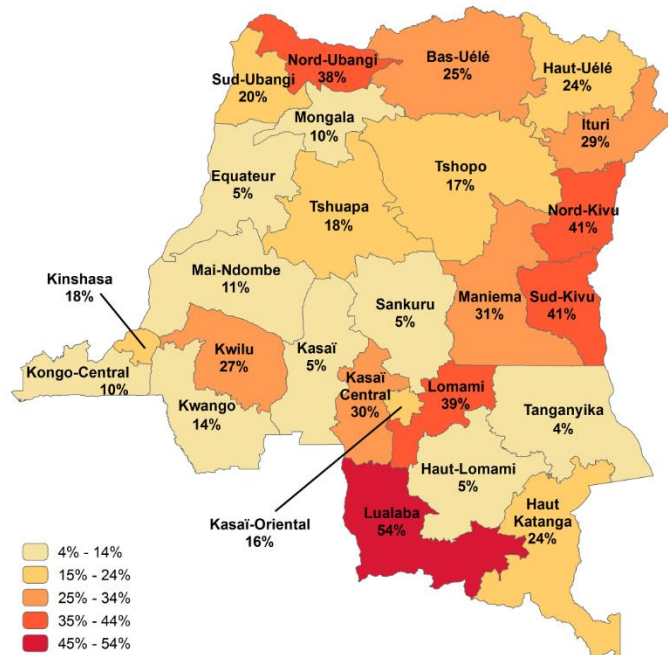 Nord-Ubangi
38%
Bas-Uélé
25%
Haut-Uélé
24%
Sud-Ubangi
20%
Mongala
10%
Ituri
29%
Equateur
5%
Tshopo
17%
Tshuapa
18%
Nord-Kivu
41%
Mai-Ndombe
11%
Kinshasa
18%
Sankuru
5%
Maniema
31%
Sud-Kivu
41%
Kwilu
27%
Kasaï
5%
Kongo-Central
10%
Kasaï
Central
30%
Lomami
39%
Kwango
14%
Tanganyika
4%
Haut-Lomami
5%
Kasaï-Oriental
16%
Lualaba
54%
Haut
Katanga
24%
4% - 14%
15% - 24%
25% - 34%
35% - 44%
45% - 54%